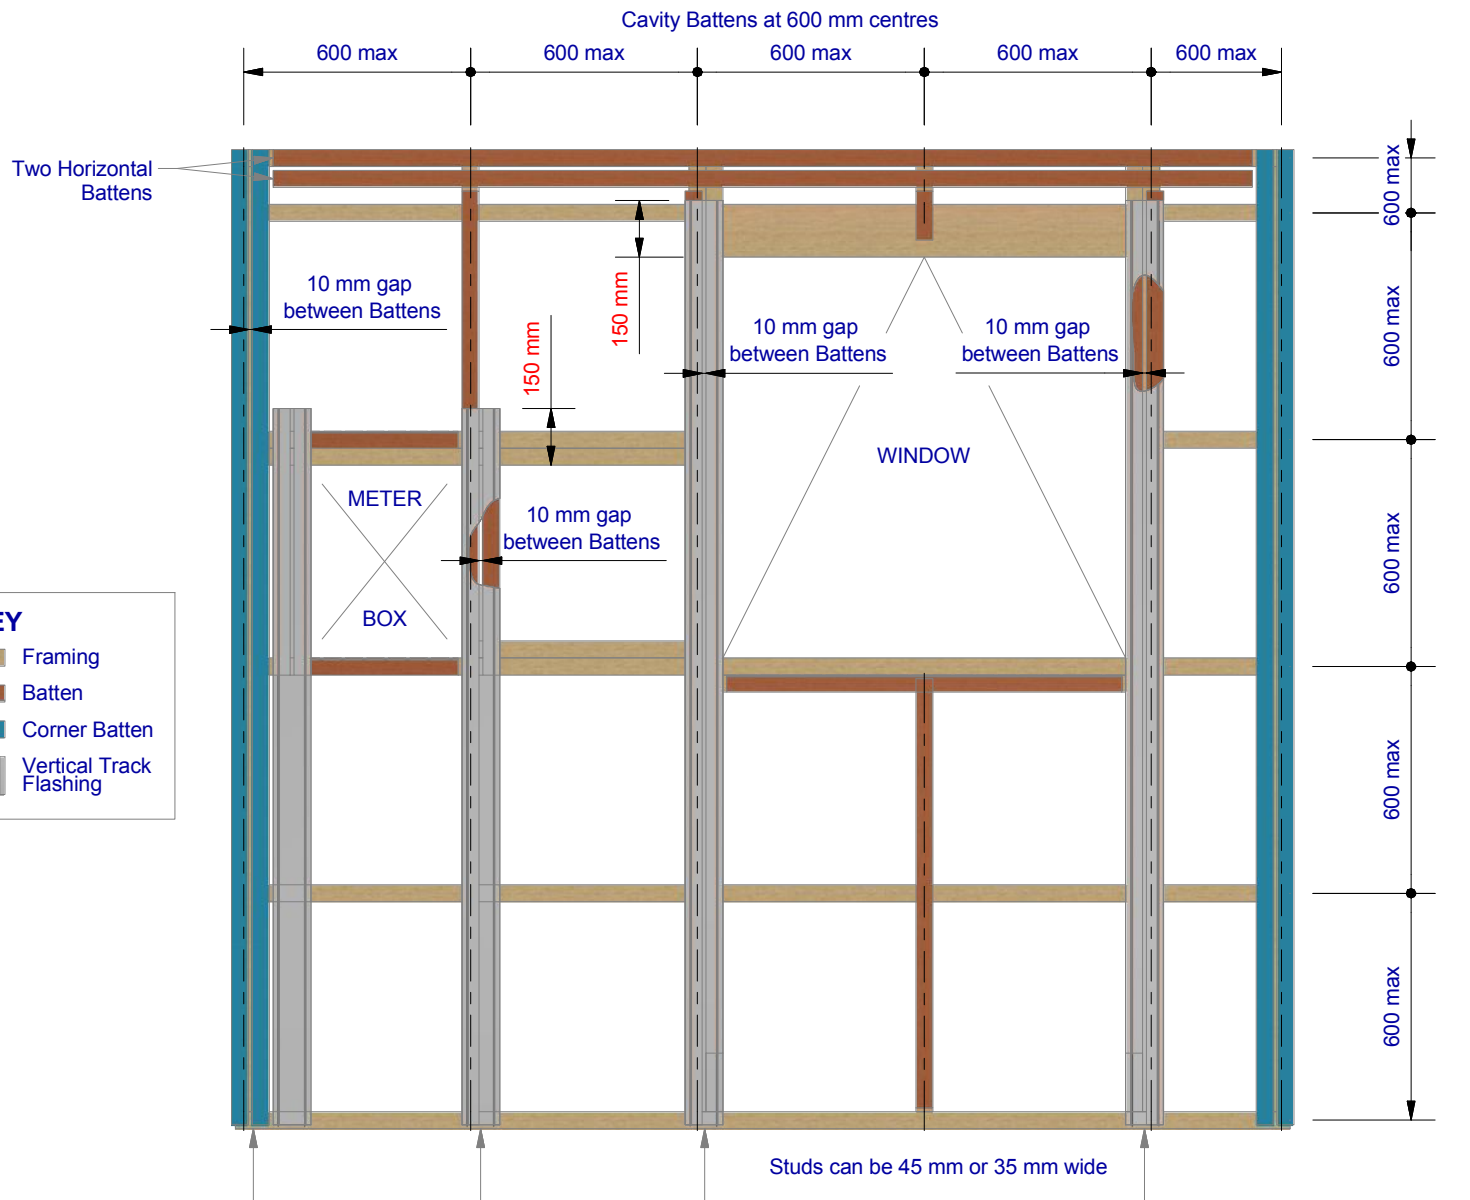 Cavity Battens at 600 mm centres
600 max
600 max
600 max
600 max
600 max
Two Horizontal
Battens
600 max
10 mm gap
between Battens
150 mm
150 mm
10 mm gap
between Battens
10 mm gap
between Battens
600 max
WINDOW
METER
BOX
10 mm gap
between Battens
600 max
EY
Framing
Batten
Corner Batten
Vertical Track
Flashing
600 max
600 max
Studs can be 45 mm or 35 mm wide